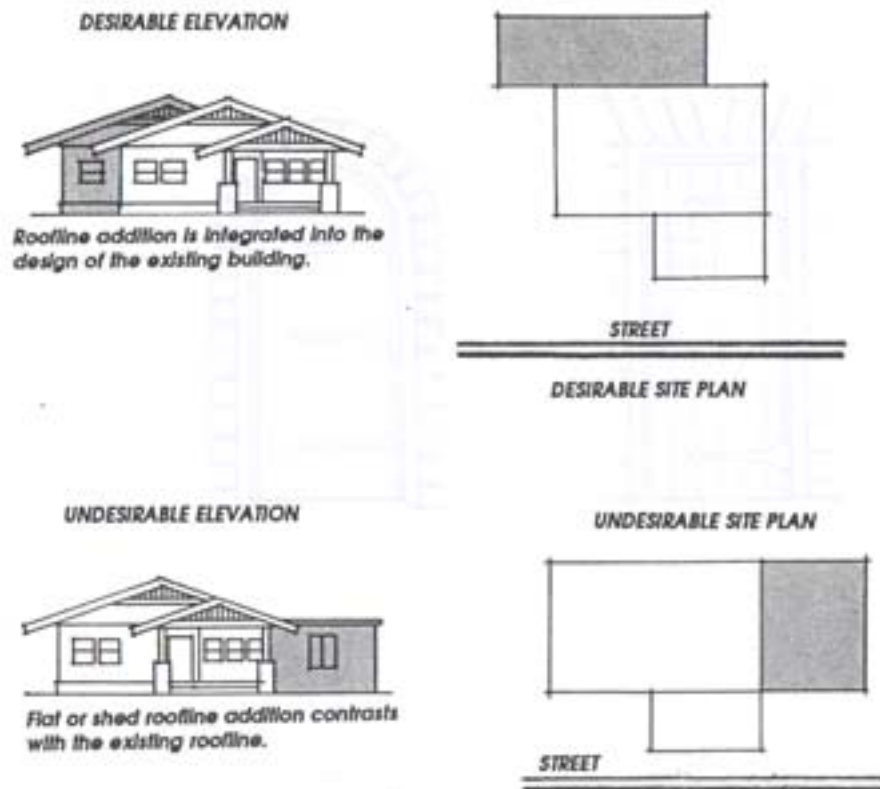 DESIRABLE ELEVATION
Roofline addition is integrated into the
design of the existing building.
STREET
DESIRABLE SITE PLAN
UNDESIRABLE ELEVATION
Flat or shed roofline addition contrasts
with the existing roofline.
UNDESIRABLE SITE PLAN
STREET